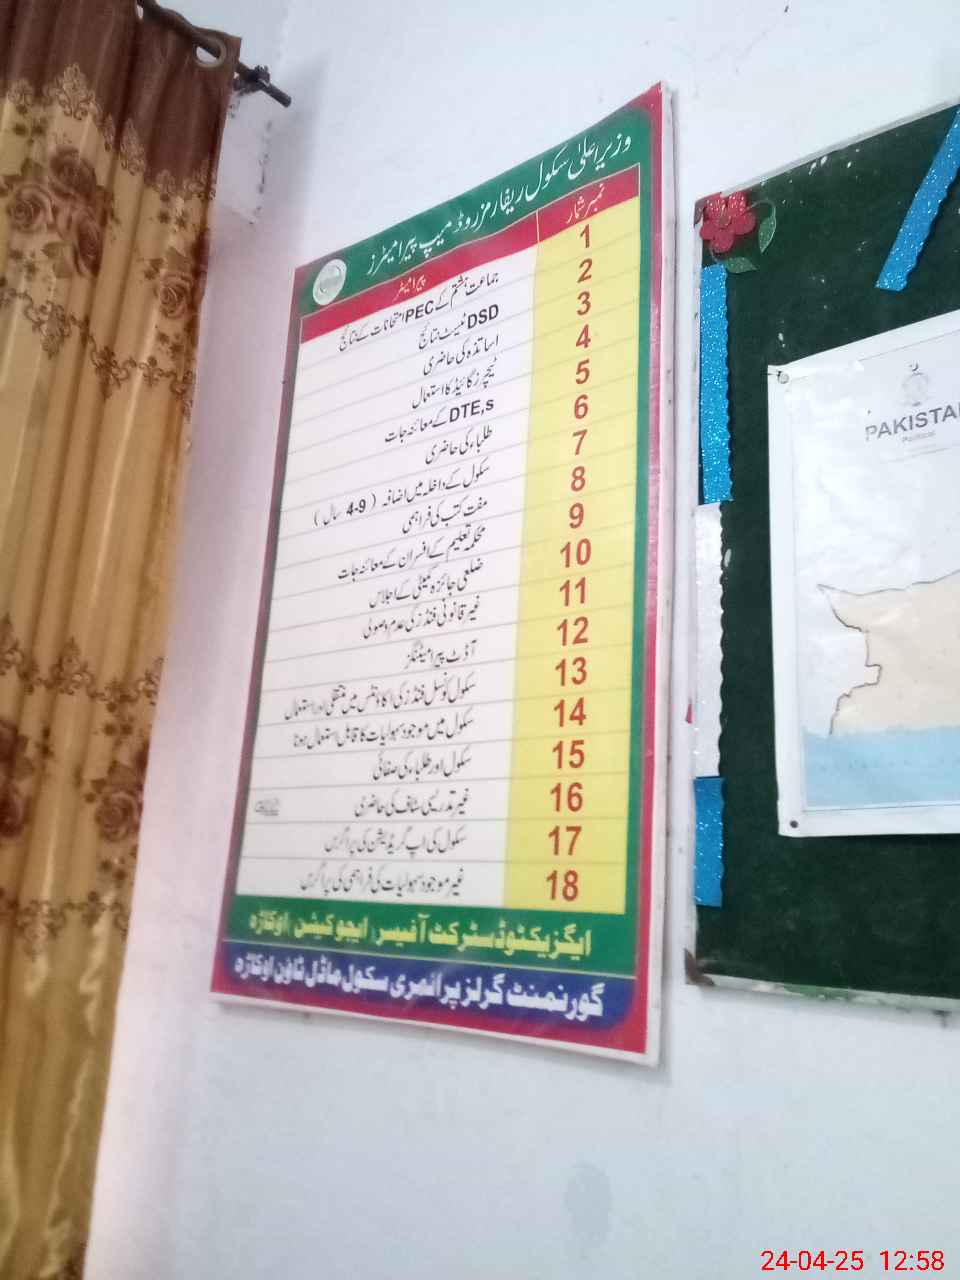 وزیراعلیٰ سکول ریفارمز روڈ میپ پیرامیٹرز
نمبر شمار پیرامیٹر
1 جماعت ہشتم کے PEC امتحانات کے نتائج
2 DSD ٹیسٹ نتائج
3 اساتذہ کی حاضری
4 ٹیچرز گائیڈ کا استعمال
5 DTE,s کے معائنہ جات
6 طلباء کی حاضری
7 سکول کے داخلہ میں اضافہ ( 4-9 سال )
8 مفت کتب کی فراہمی
9 محکمہ تعلیم کے افسران کے معائنہ جات
10 ضلعی جائزہ کمیٹی کے اجلاس
11 غیر قانونی فنڈز کی عدم وصولی
12 آڈٹ پیرا میٹنگز
13 سکول کونسل فنڈز کی اکاؤنٹس میں منتقلی اور استعمال
14 سکول میں موجود سہولیات کا قابل استعمال ہونا
15 سکول اور طلباء کی صفائی
16 غیر تدریسی سٹاف کی حاضری
17 سکول کی اپ گریڈیشن کی پراگرس
18 غیر موجود سہولیات کی فراہمی کی پراگرس
ایگزیکٹو ڈسٹرکٹ آفیسر (ایجوکیشن) اوکاڑہ
گورنمنٹ گرلز پرائمری سکول ماڈل ٹاؤن اوکاڑہ
PAKISTA
Political
24-04-25 12:58